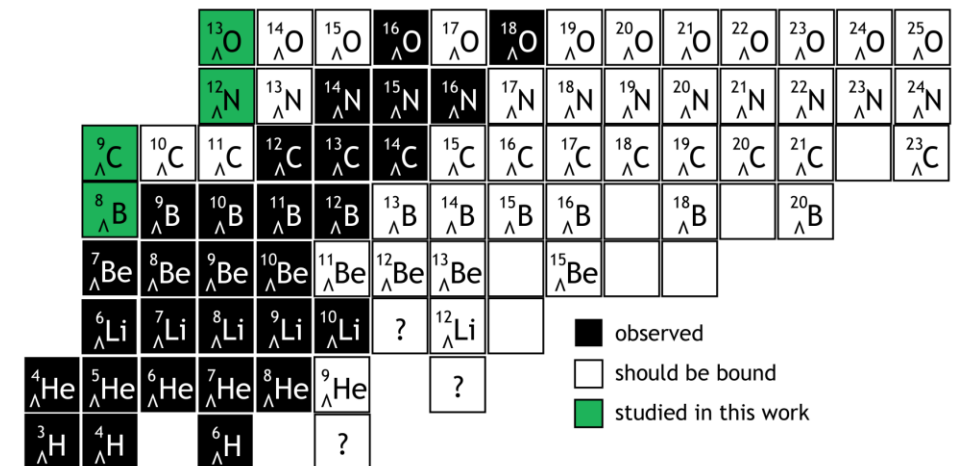 13ΛO 14ΛO 15ΛO 16ΛO 17ΛO 18ΛO 19ΛO 20ΛO 21ΛO 22ΛO 23ΛO 24ΛO 25ΛO
12ΛN 13ΛN 14ΛN 15ΛN 16ΛN 17ΛN 18ΛN 19ΛN 20ΛN 21ΛN 22ΛN 23ΛN 24ΛN
9ΛC 10ΛC 11ΛC 12ΛC 13ΛC 14ΛC 15ΛC 16ΛC 17ΛC 18ΛC 19ΛC 20ΛC 21ΛC 23ΛC
8ΛB 9ΛB 10ΛB 11ΛB 12ΛB 13ΛB 14ΛB 15ΛB 16ΛB 18ΛB 20ΛB
7ΛBe 8ΛBe 9ΛBe 10ΛBe 11ΛBe 12ΛBe 13ΛBe 15ΛBe
6ΛLi 7ΛLi 8ΛLi 9ΛLi 10ΛLi ? 12ΛLi
4ΛHe 5ΛHe 6ΛHe 7ΛHe 8ΛHe 9ΛHe ?
3ΛH 4ΛH 6ΛH ?
observed
should be bound
studied in this work